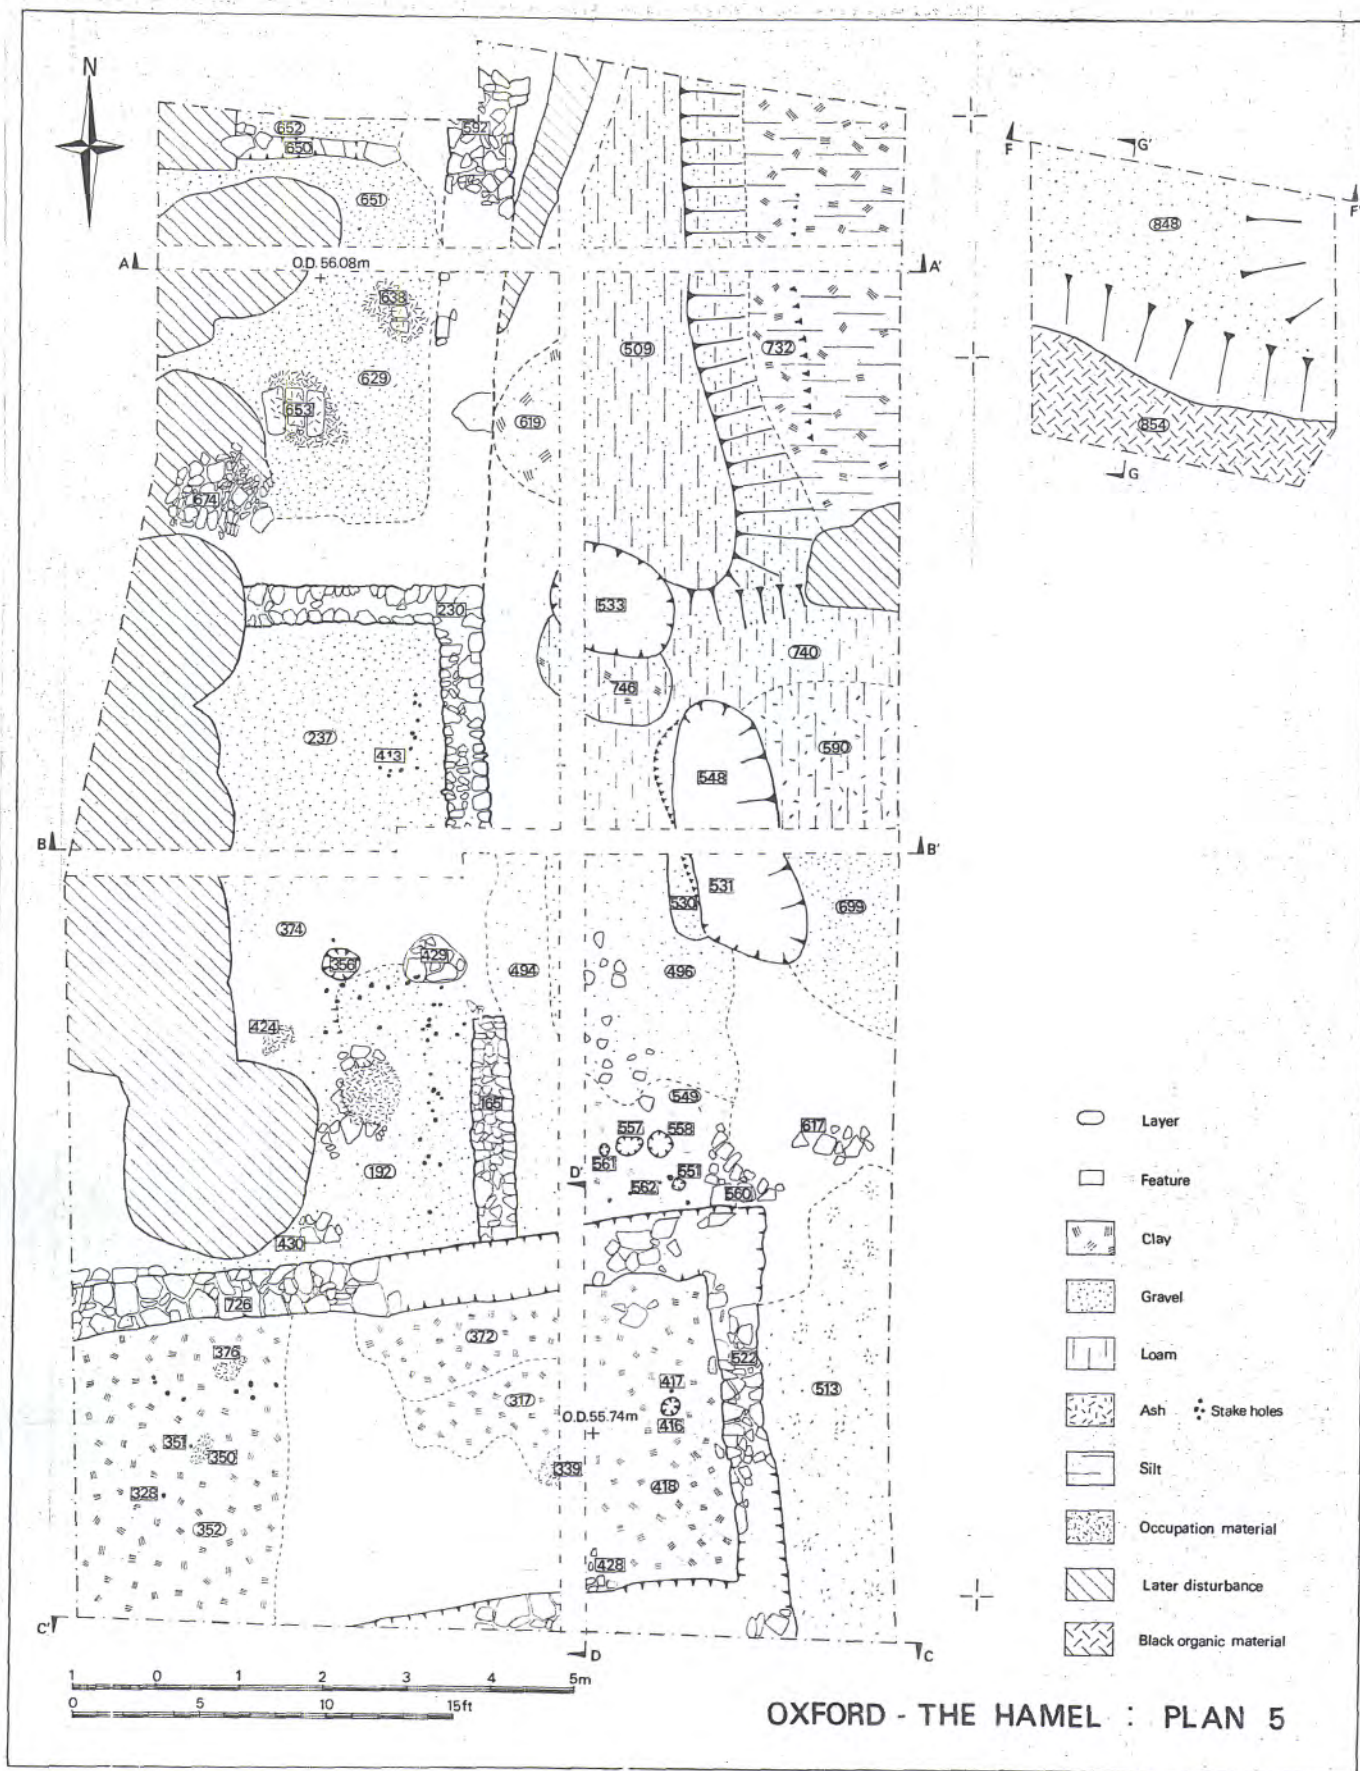 N
652
592
650
651
F
G'
F'
848
A
O.D. 56.08m
A'
638
509
732
629
653
619
854
G
674
230
533
740
746
237
413
590
548
B
B'
531
530
699
374
429
356
494
496
424
549
165
557
558
617
561
D'
551
192
562
560
430
726
372
376
522
417
317
513
O.D. 55.74m
416
351
350
339
418
328
352
428
C'
D
C
Layer
Feature
Clay
Gravel
Loam
Ash Stake holes
Silt
Occupation material
Later disturbance
Black organic material
1 0 1 2 3 4 5m
0 5 10 15ft
OXFORD - THE HAMEL : PLAN 5